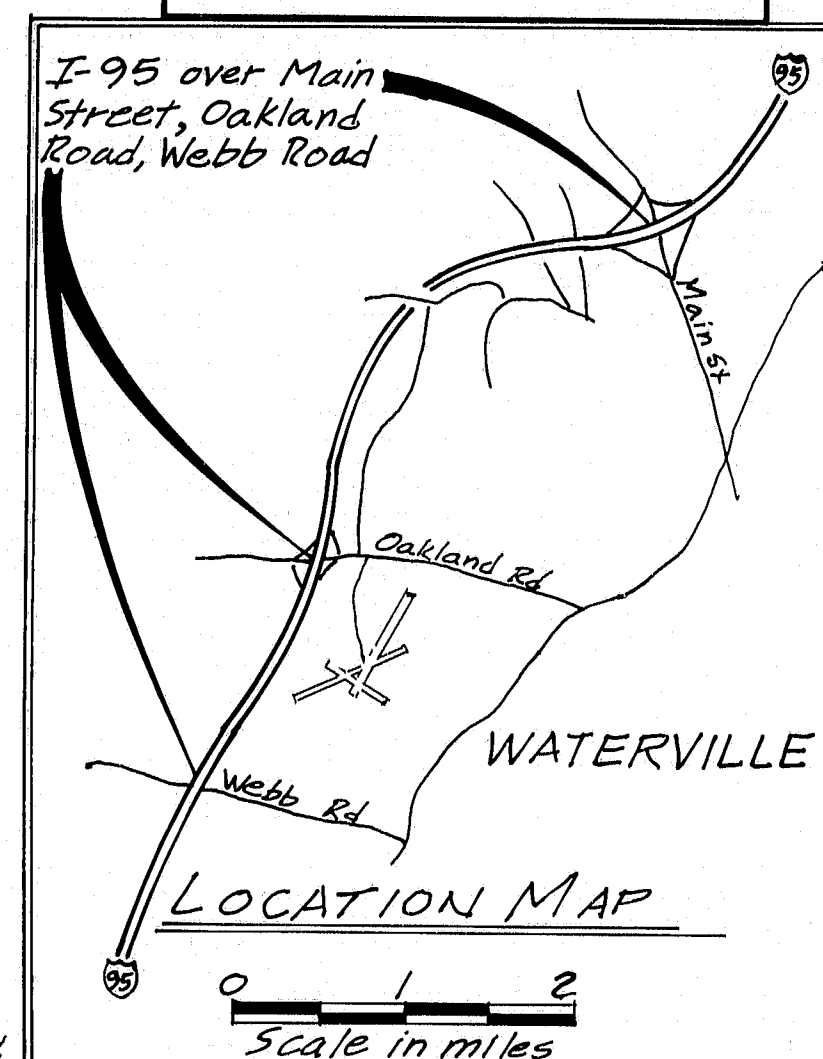 I-95 over Main
Street, Oakland
Road, Webb Road
95
Main St
Oakland Rd
WATERVILLE
Webb Rd
LOCATION MAP
95
0 1 2
Scale in miles